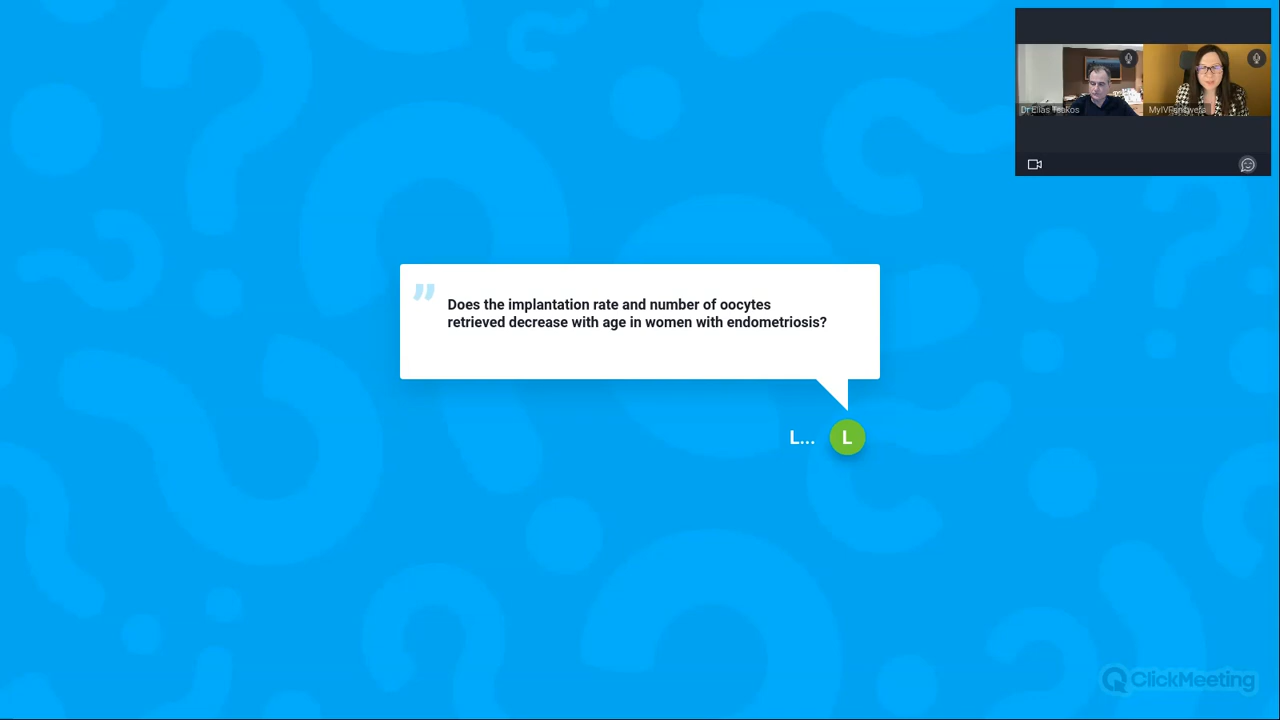 Dr Elias Tsakos
MyIVFanswers
”
Does the implantation rate and number of oocytes
retrieved decrease with age in women with endometriosis?
L...
L
ClickMeeting